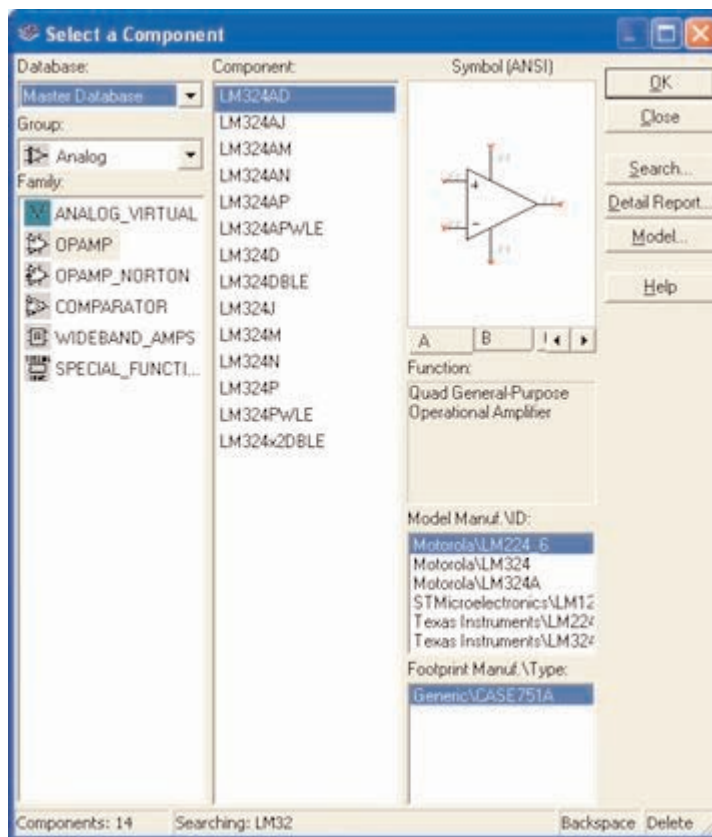 Select a Component
Database:
Master Database
Group:
Analog
Family:
ANALOG_VIRTUAL
OPAMP
OPAMP_NORTON
COMPARATOR
WIDEBAND_AMPS
SPECIAL_FUNCTI...
Component:
LM324AD
LM324AJ
LM324AM
LM324AN
LM324AP
LM324APWLE
LM324D
LM324DBLE
LM324J
LM324M
LM324N
LM324P
LM324PWLE
LM324x2DBLE
Symbol (ANSI)
A B
Function:
Quad General-Purpose
Operational Amplifier
Model Manuf.\ID:
Motorola\LM224_6
Motorola\LM324
Motorola\LM324A
STMicroelectronics\LM12
Texas Instruments\LM224
Texas Instruments\LM324
Footprint Manuf.\Type:
Generic\CASE751A
OK
Close
Search...
Detail Report...
Model...
Help
Components: 14
Searching: LM32
Backspace
Delete